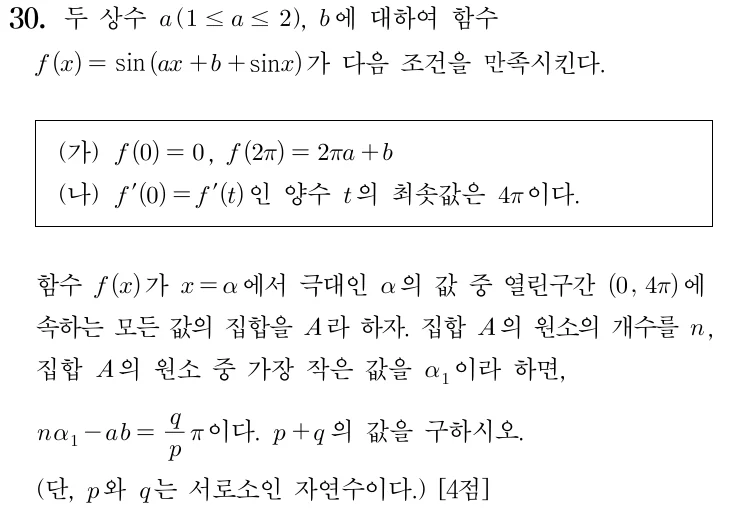 30. 두 상수 a(1 ≤ a ≤ 2), b에 대하여 함수
f(x) = sin(ax + b + sinx)가 다음 조건을 만족시킨다.
(가) f(0) = 0, f(2π) = 2πa + b
(나) f′(0) = f′(t)인 양수 t의 최솟값은 4π이다.
함수 f(x)가 x = α에서 극대인 α의 값 중 열린구간 (0, 4π)에
속하는 모든 값의 집합을 A라 하자. 집합 A의 원소의 개수를 n,
집합 A의 원소 중 가장 작은 값을 α₁이라 하면,
nα₁ − ab = q/p π이다. p + q의 값을 구하시오.
(단, p와 q는 서로소인 자연수이다.) [4점]